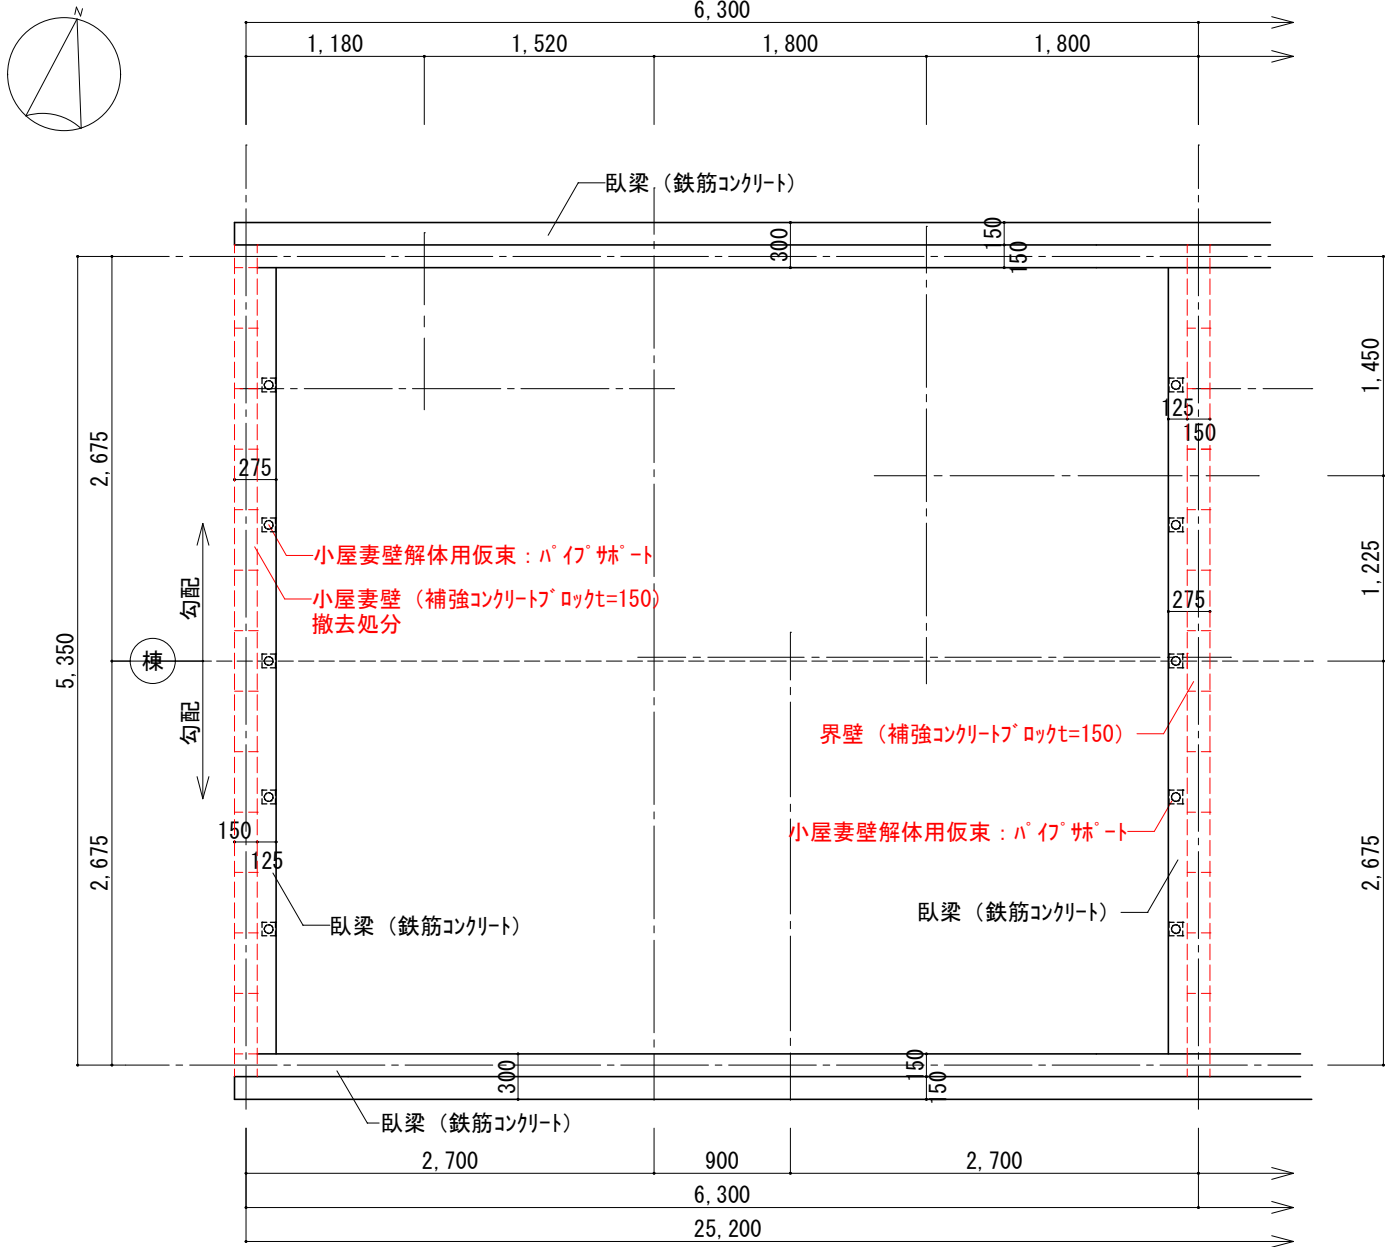 N
6,300
1,180
1,520
1,800
1,800
臥梁（鉄筋ｺﾝｸﾘｰﾄ）
300
150
150
1,450
125
150
2,675
275
小屋妻壁解体用仮束：ﾊﾟｲﾌﾟｻﾎﾟｰﾄ
小屋妻壁（補強ｺﾝｸﾘｰﾄﾌﾞﾛｯｸt=150）
撤去処分
勾配
1,225
275
5,350
棟
勾配
界壁（補強ｺﾝｸﾘｰﾄﾌﾞﾛｯｸt=150）
小屋妻壁解体用仮束：ﾊﾟｲﾌﾟｻﾎﾟｰﾄ
150
125
2,675
2,675
臥梁（鉄筋ｺﾝｸﾘｰﾄ）
臥梁（鉄筋ｺﾝｸﾘｰﾄ）
300
150
150
臥梁（鉄筋ｺﾝｸﾘｰﾄ）
2,700
900
2,700
6,300
25,200